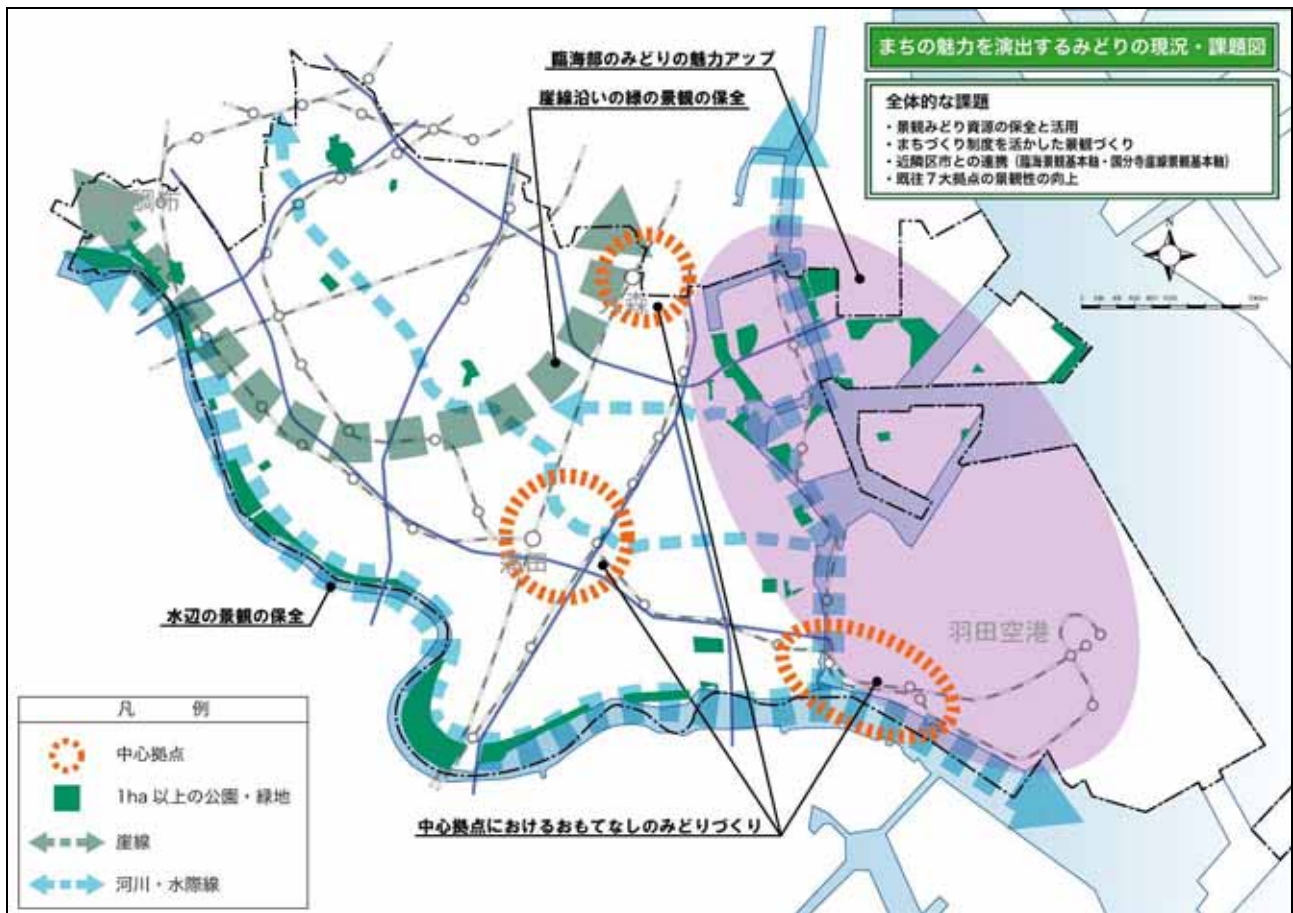 まちの魅力を演出するみどりの現況・課題図
全体的な課題
・景観みどり資源の保全と活用
・まちづくり制度を活かした景観づくり
・近隣区市との連携（臨海景観基本軸・国分寺崖線景観基本軸）
・既往７大拠点の景観性の向上
臨海部のみどりの魅力アップ
崖線沿いの緑の景観の保全
水辺の景観の保全
羽田空港
中心拠点におけるおもてなしのみどりづくり
凡 例
中心拠点
1ha 以上の公園・緑地
崖線
河川・水際線